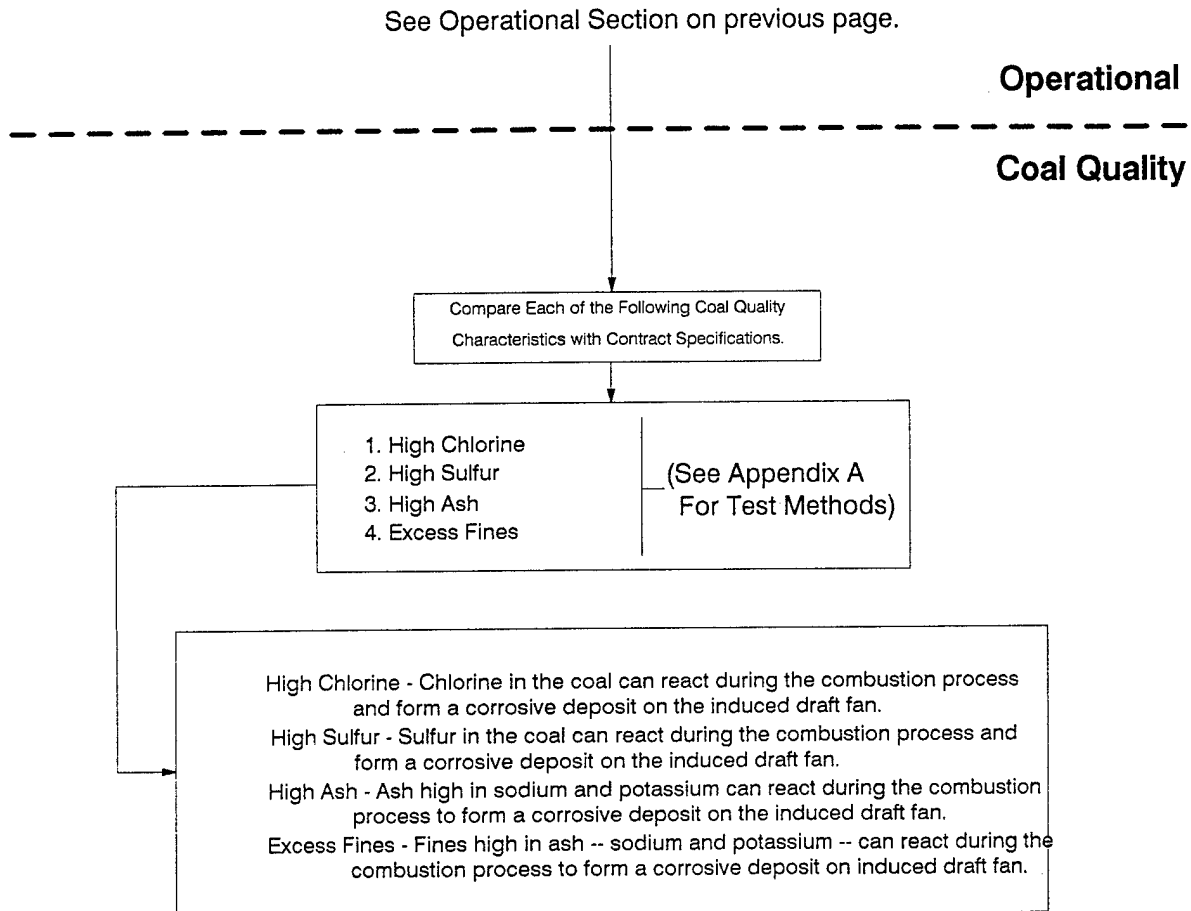 See Operational Section on previous page.
Operational
Coal Quality
Compare Each of the Following Coal Quality
Characteristics with Contract Specifications.
1. High Chlorine
2. High Sulfur
3. High Ash
4. Excess Fines
(See Appendix A
For Test Methods)
High Chlorine - Chlorine in the coal can react during the combustion process
and form a corrosive deposit on the induced draft fan.
High Sulfur - Sulfur in the coal can react during the combustion process and
form a corrosive deposit on the induced draft fan.
High Ash - Ash high in sodium and potassium can react during the combustion
process to form a corrosive deposit on the induced draft fan.
Excess Fines - Fines high in ash -- sodium and potassium -- can react during the
combustion process to form a corrosive deposit on induced draft fan.